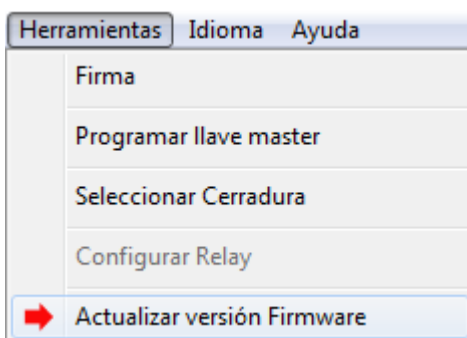 Herramientas Idioma Ayuda
Firma
Programar llave master
Seleccionar Cerradura
Configurar Relay
Actualizar versión Firmware